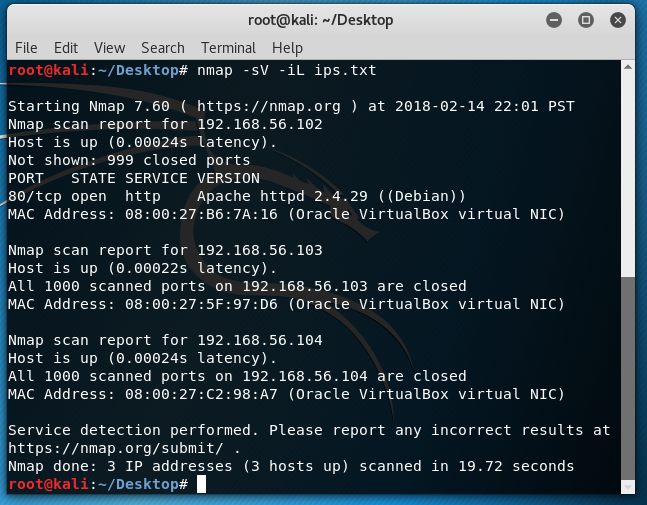 root@kali: ~/Desktop
File Edit View Search Terminal Help
root@kali:~/Desktop# nmap -sV -iL ips.txt
Starting Nmap 7.60 ( https://nmap.org ) at 2018-02-14 22:01 PST
Nmap scan report for 192.168.56.102
Host is up (0.00024s latency).
Not shown: 999 closed ports
PORT   STATE SERVICE VERSION
80/tcp open  http    Apache httpd 2.4.29 ((Debian))
MAC Address: 08:00:27:B6:7A:16 (Oracle VirtualBox virtual NIC)
Nmap scan report for 192.168.56.103
Host is up (0.00022s latency).
All 1000 scanned ports on 192.168.56.103 are closed
MAC Address: 08:00:27:5F:97:D6 (Oracle VirtualBox virtual NIC)
Nmap scan report for 192.168.56.104
Host is up (0.00024s latency).
All 1000 scanned ports on 192.168.56.104 are closed
MAC Address: 08:00:27:C2:98:A7 (Oracle VirtualBox virtual NIC)
Service detection performed. Please report any incorrect results at
https://nmap.org/submit/ .
Nmap done: 3 IP addresses (3 hosts up) scanned in 19.72 seconds
root@kali:~/Desktop#